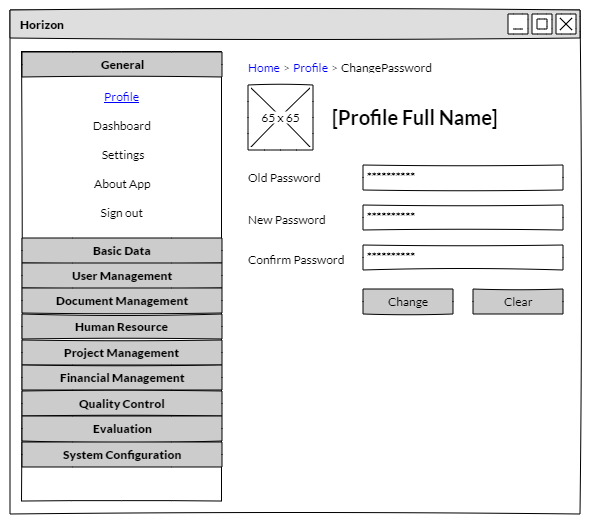 Horizon
General
Profile
Dashboard
Settings
About App
Sign out
Basic Data
User Management
Document Management
Human Resource
Project Management
Financial Management
Quality Control
Evaluation
System Configuration
Home > Profile > ChangePassword
65 x 65
[Profile Full Name]
Old Password **********
New Password **********
Confirm Password **********
Change Clear